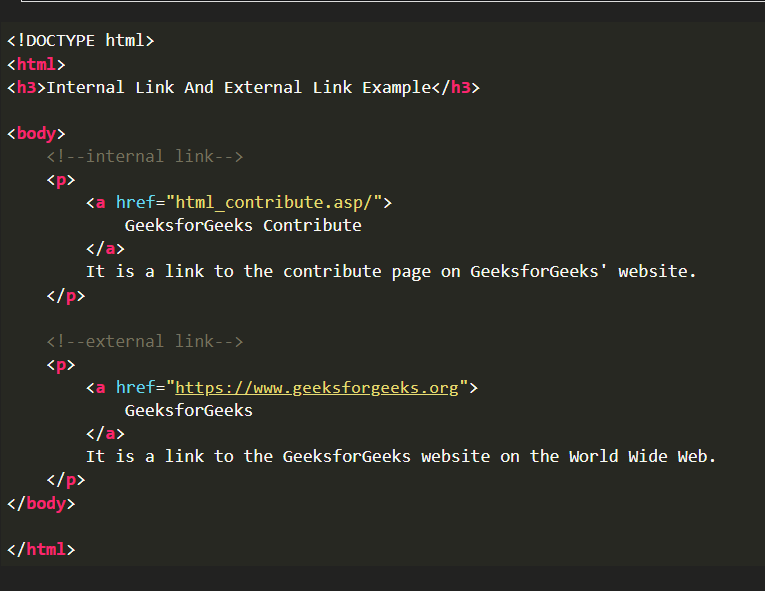 <!DOCTYPE html>
<html>
<h3>Internal Link And External Link Example</h3>
<body>
<!--internal link-->
<p>
<a href="html_contribute.asp/">
GeeksforGeeks Contribute
</a>
It is a link to the contribute page on GeeksforGeeks' website.
</p>
<!--external link-->
<p>
<a href="https://www.geeksforgeeks.org">
GeeksforGeeks
</a>
It is a link to the GeeksforGeeks website on the World Wide Web.
</p>
</body>
</html>